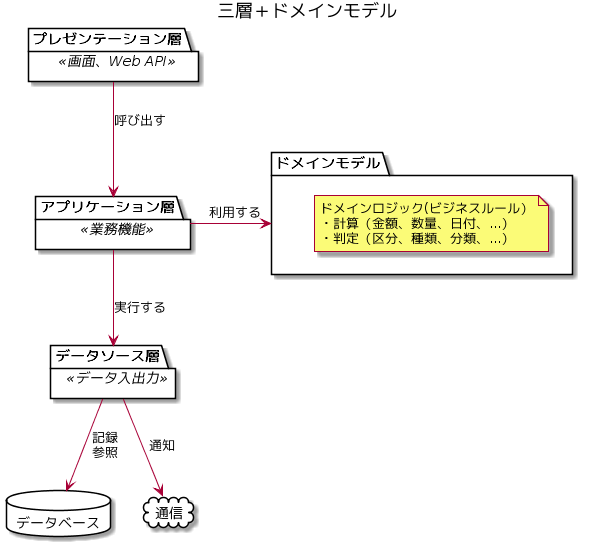 三層＋ドメインモデル
プレゼンテーション層
«画面、Web API»
呼び出す
ドメインモデル
ドメインロジック(ビジネスルール)
・計算（金額、数量、日付、...）
・判定（区分、種類、分類、...）
アプリケーション層
«業務機能»
利用する
実行する
データソース層
«データ入出力»
記録
参照
通知
データベース
通信